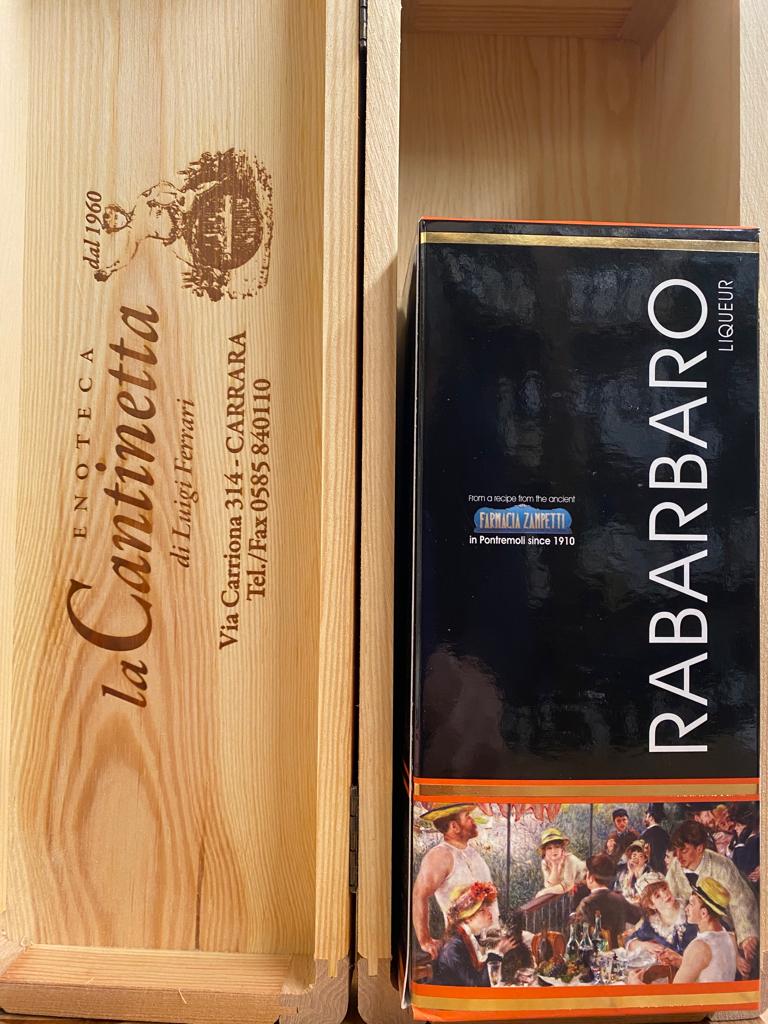 ENOTECA
la Cantinetta
dal 1960
di Luigi Ferrari
Via Carriona 314 - CARRARA
Tel./Fax 0585 840110
From a recipe from the ancient
FARMACIA ZANPETTI
in Pontremoli since 1910
RABARBARO
LIQUEUR